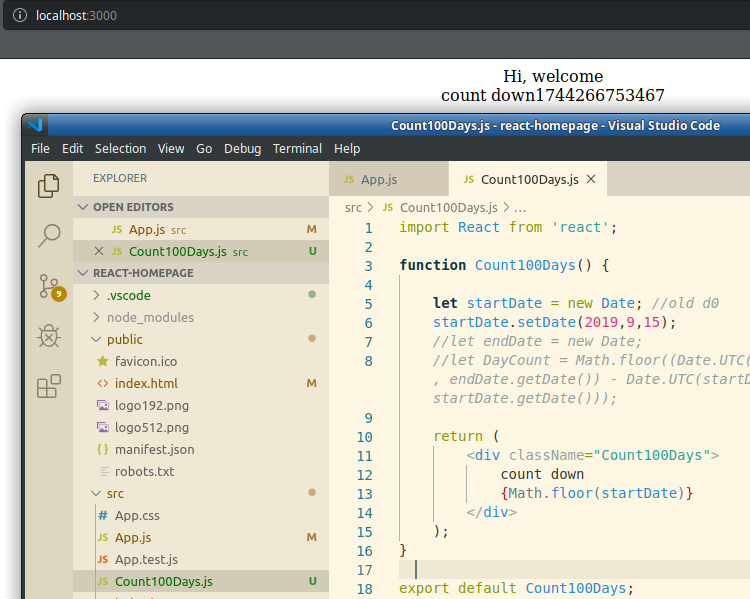 localhost:3000
Hi, welcome
count down1744266753467
Count100Days.js - react-homepage - Visual Studio Code
File Edit Selection View Go Debug Terminal Help
EXPLORER
OPEN EDITORS
JS App.js src M
JS Count100Days.js src U
REACT-HOMEPAGE
9
.vscode
node_modules
public
favicon.ico
<> index.html M
logo192.png
logo512.png
{} manifest.json
robots.txt
src
# App.css
JS App.js M
JS App.test.js
JS Count100Days.js U
JS App.js
JS Count100Days.js
src > JS Count100Days.js > ...
1 import React from 'react';
2
3 function Count100Days() {
4
5 let startDate = new Date; //old d0
6 startDate.setDate(2019,9,15);
7 //let endDate = new Date;
8 //let DayCount = Math.floor((Date.UTC(
, endDate.getDate()) - Date.UTC(startD
startDate.getDate()));
9
10 return (
11 <div className="Count100Days">
12 count down
13 {Math.floor(startDate)}
14 </div>
15 );
16 }
17
18 export default Count100Days;